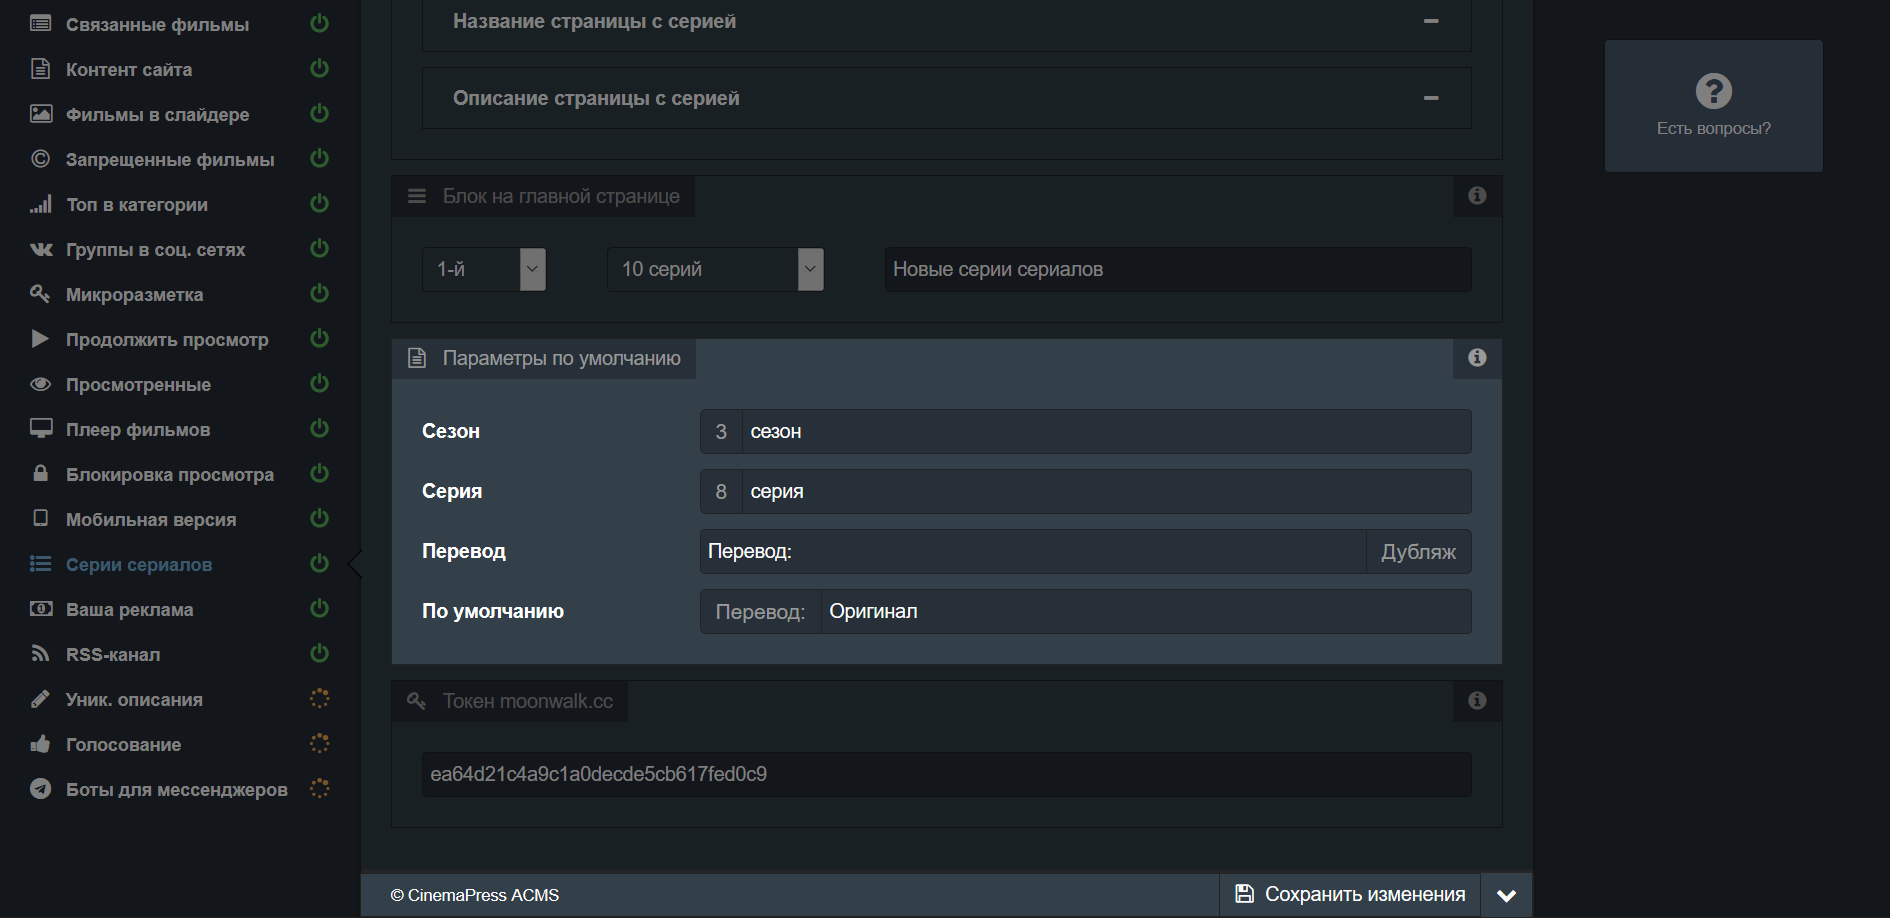 Связанные фильмы
Контент сайта
Фильмы в слайдере
Запрещенные фильмы
Топ в категории
Группы в соц. сетях
Микроразметка
Продолжить просмотр
Просмотренные
Плеер фильмов
Блокировка просмотра
Мобильная версия
Серии сериалов
Ваша реклама
RSS-канал
Уник. описания
Голосование
Боты для мессенджеров
Название страницы с серией
Описание страницы с серией
Блок на главной странице
1-й 10 серий Новые серии сериалов
Параметры по умолчанию
Сезон 3 сезон
Серия 8 серия
Перевод Перевод: Дубляж
По умолчанию Перевод: Оригинал
Токен moonwalk.cc
ea64d21c4a9c1a0decde5cb617fed0c9
© CinemaPress ACMS Сохранить изменения
Есть вопросы?